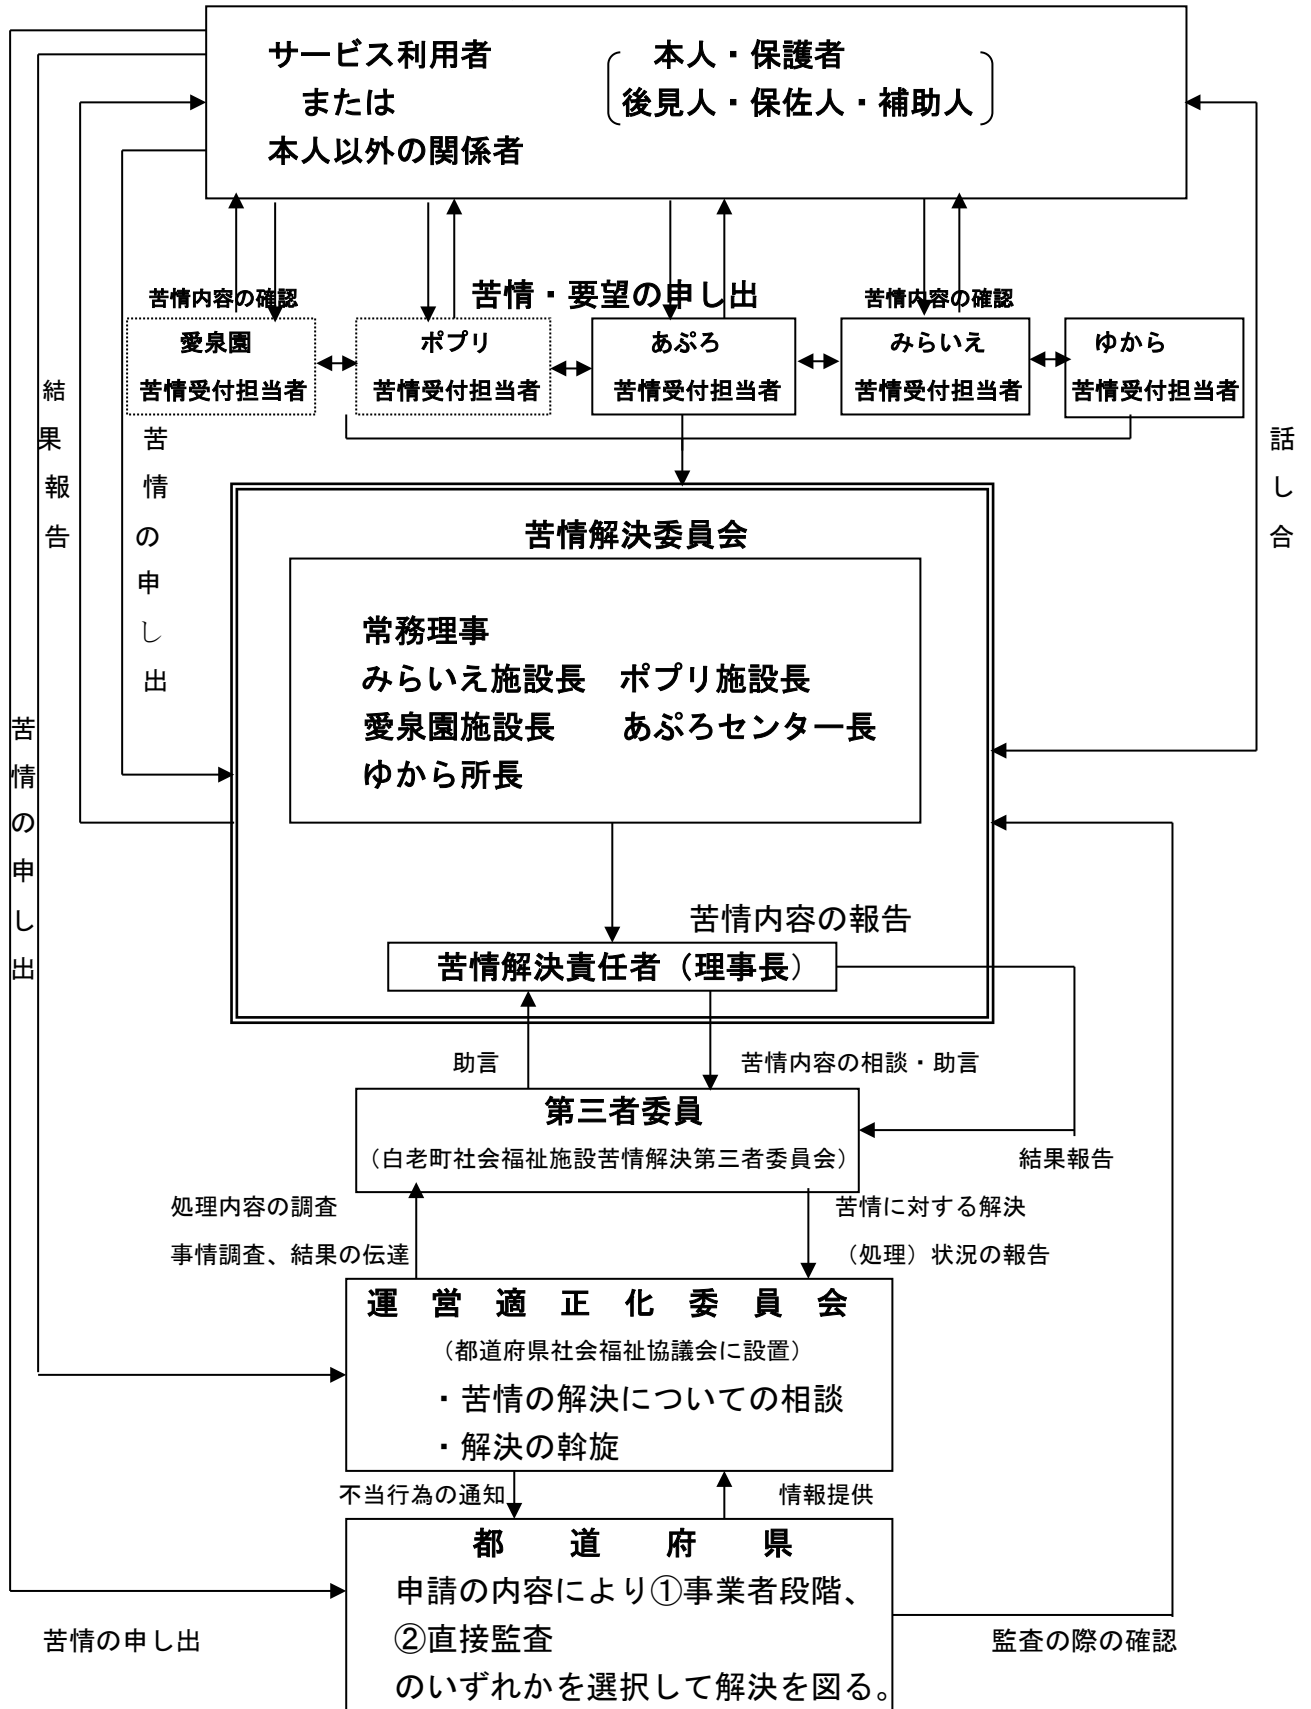 サービス利用者
または
本人以外の関係者
本人・保護者
後見人・保佐人・補助人
苦情内容の確認
苦情・要望の申し出
苦情内容の確認
愛泉園
苦情受付担当者
ポプリ
苦情受付担当者
あぷろ
苦情受付担当者
みらいえ
苦情受付担当者
ゆから
苦情受付担当者
結果報告
苦情の申し出
話し合
苦情の申し出
苦情解決委員会
常務理事
みらいえ施設長 ポプリ施設長
愛泉園施設長 あぷろセンター長
ゆから所長
苦情内容の報告
苦情解決責任者（理事長）
助言
苦情内容の相談・助言
第三者委員
（白老町社会福祉施設苦情解決第三者委員会）
結果報告
処理内容の調査
事情調査、結果の伝達
苦情に対する解決
（処理）状況の報告
運営適正化委員会
（都道府県社会福祉協議会に設置）
・苦情の解決についての相談
・解決の斡旋
不当行為の通知
情報提供
都道府県
申請の内容により①事業者段階、
②直接監査
のいずれかを選択して解決を図る。
苦情の申し出
監査の際の確認